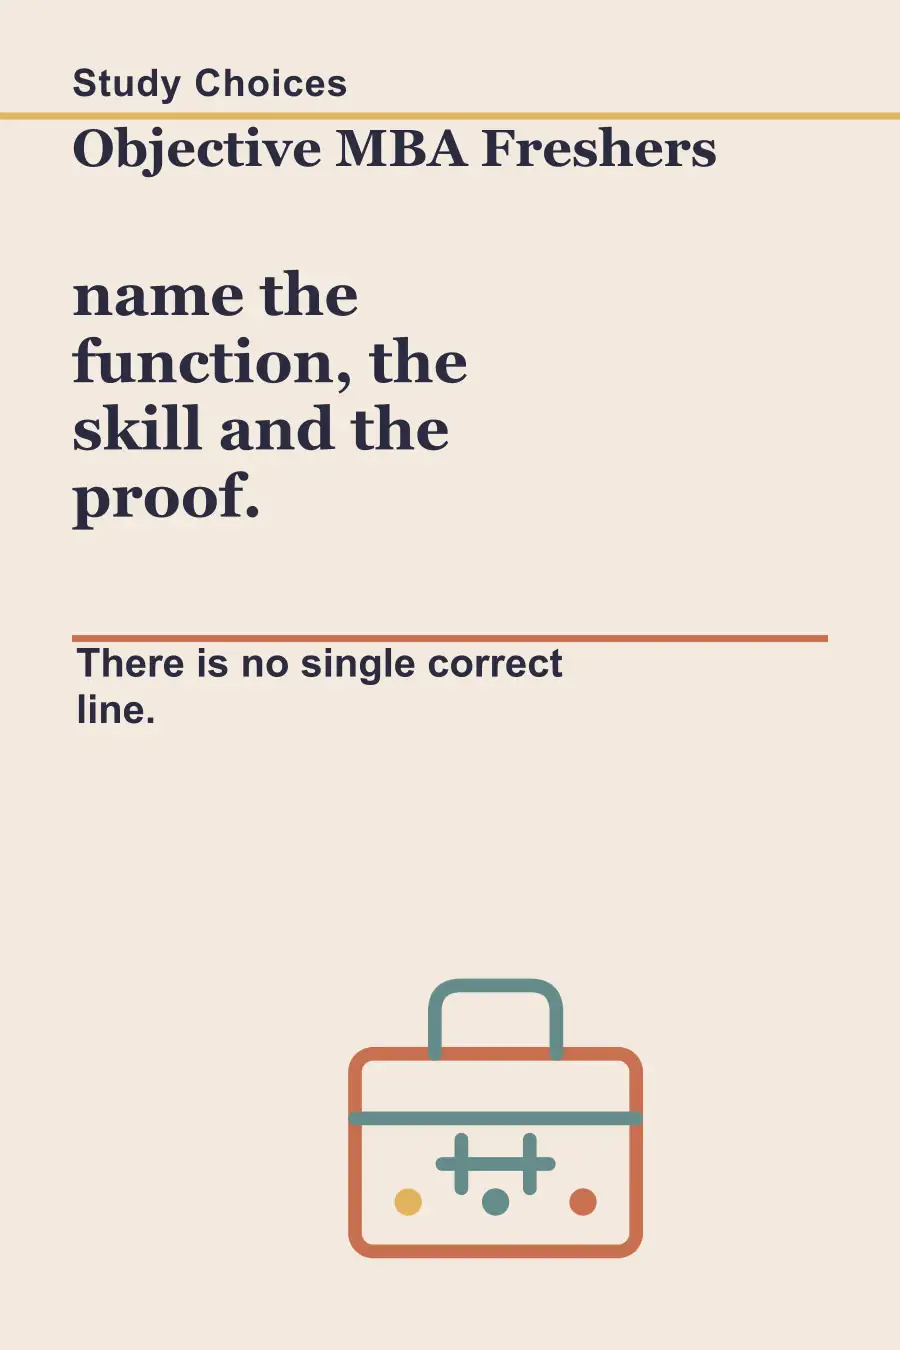 Study Choices
Objective MBA Freshers
name the
function, the
skill and the
proof.
There is no single correct
line.